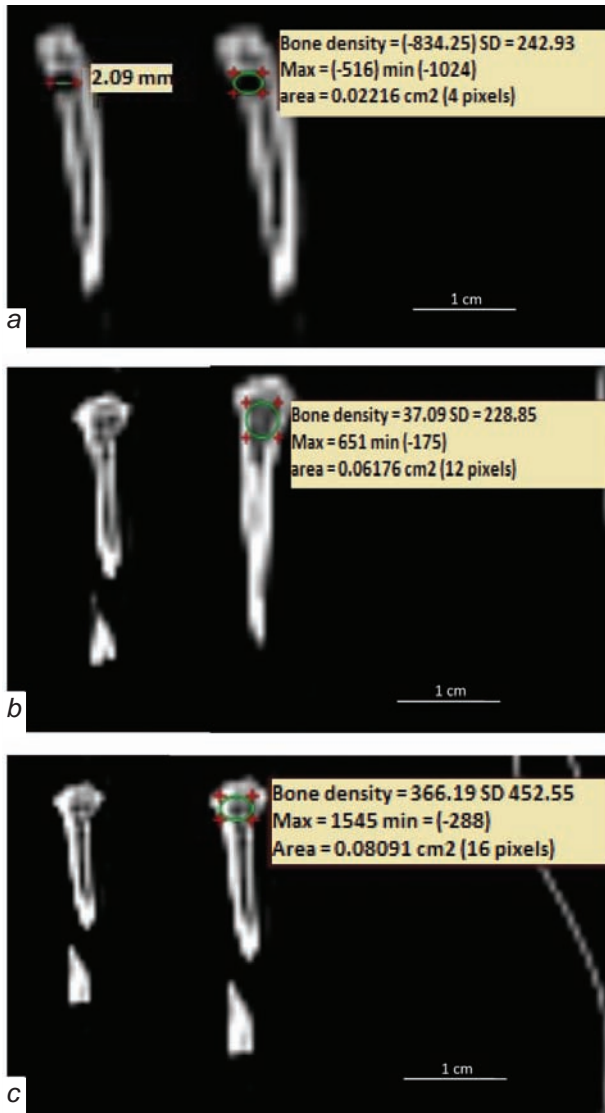 2.09 mm
Bone density = (-834.25) SD = 242.93
Max = (-516) min (-1024)
area = 0.02216 cm2 (4 pixels)
1 cm
a
Bone density = 37.09 SD = 228.85
Max = 651 min (-175)
area = 0.06176 cm2 (12 pixels)
1 cm
b
Bone density = 366.19 SD 452.55
Max = 1545 min = (-288)
Area = 0.08091 cm2 (16 pixels)
1 cm
c